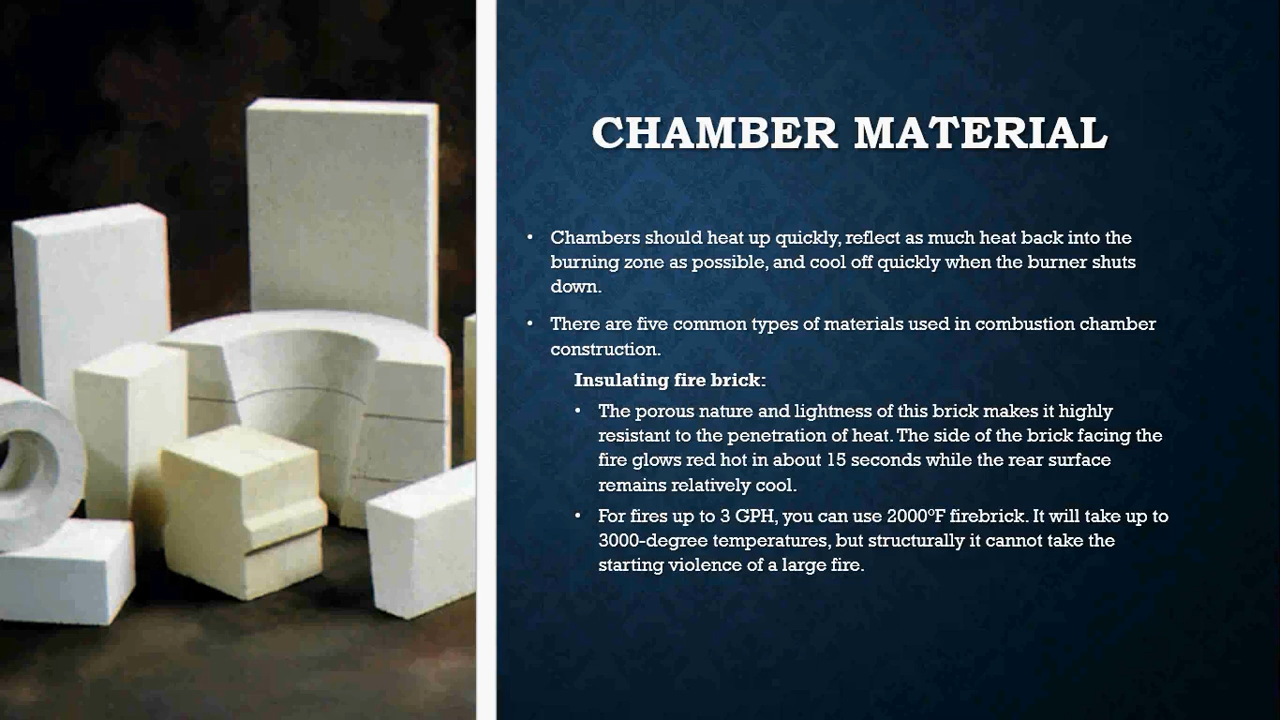 CHAMBER MATERIAL
• Chambers should heat up quickly, reflect as much heat back into the
burning zone as possible, and cool off quickly when the burner shuts
down.
• There are five common types of materials used in combustion chamber
construction.
Insulating fire brick:
• The porous nature and lightness of this brick makes it highly
resistant to the penetration of heat. The side of the brick facing the
fire glows red hot in about 15 seconds while the rear surface
remains relatively cool.
• For fires up to 3 GPH, you can use 2000°F firebrick. It will take up to
3000-degree temperatures, but structurally it cannot take the
starting violence of a large fire.